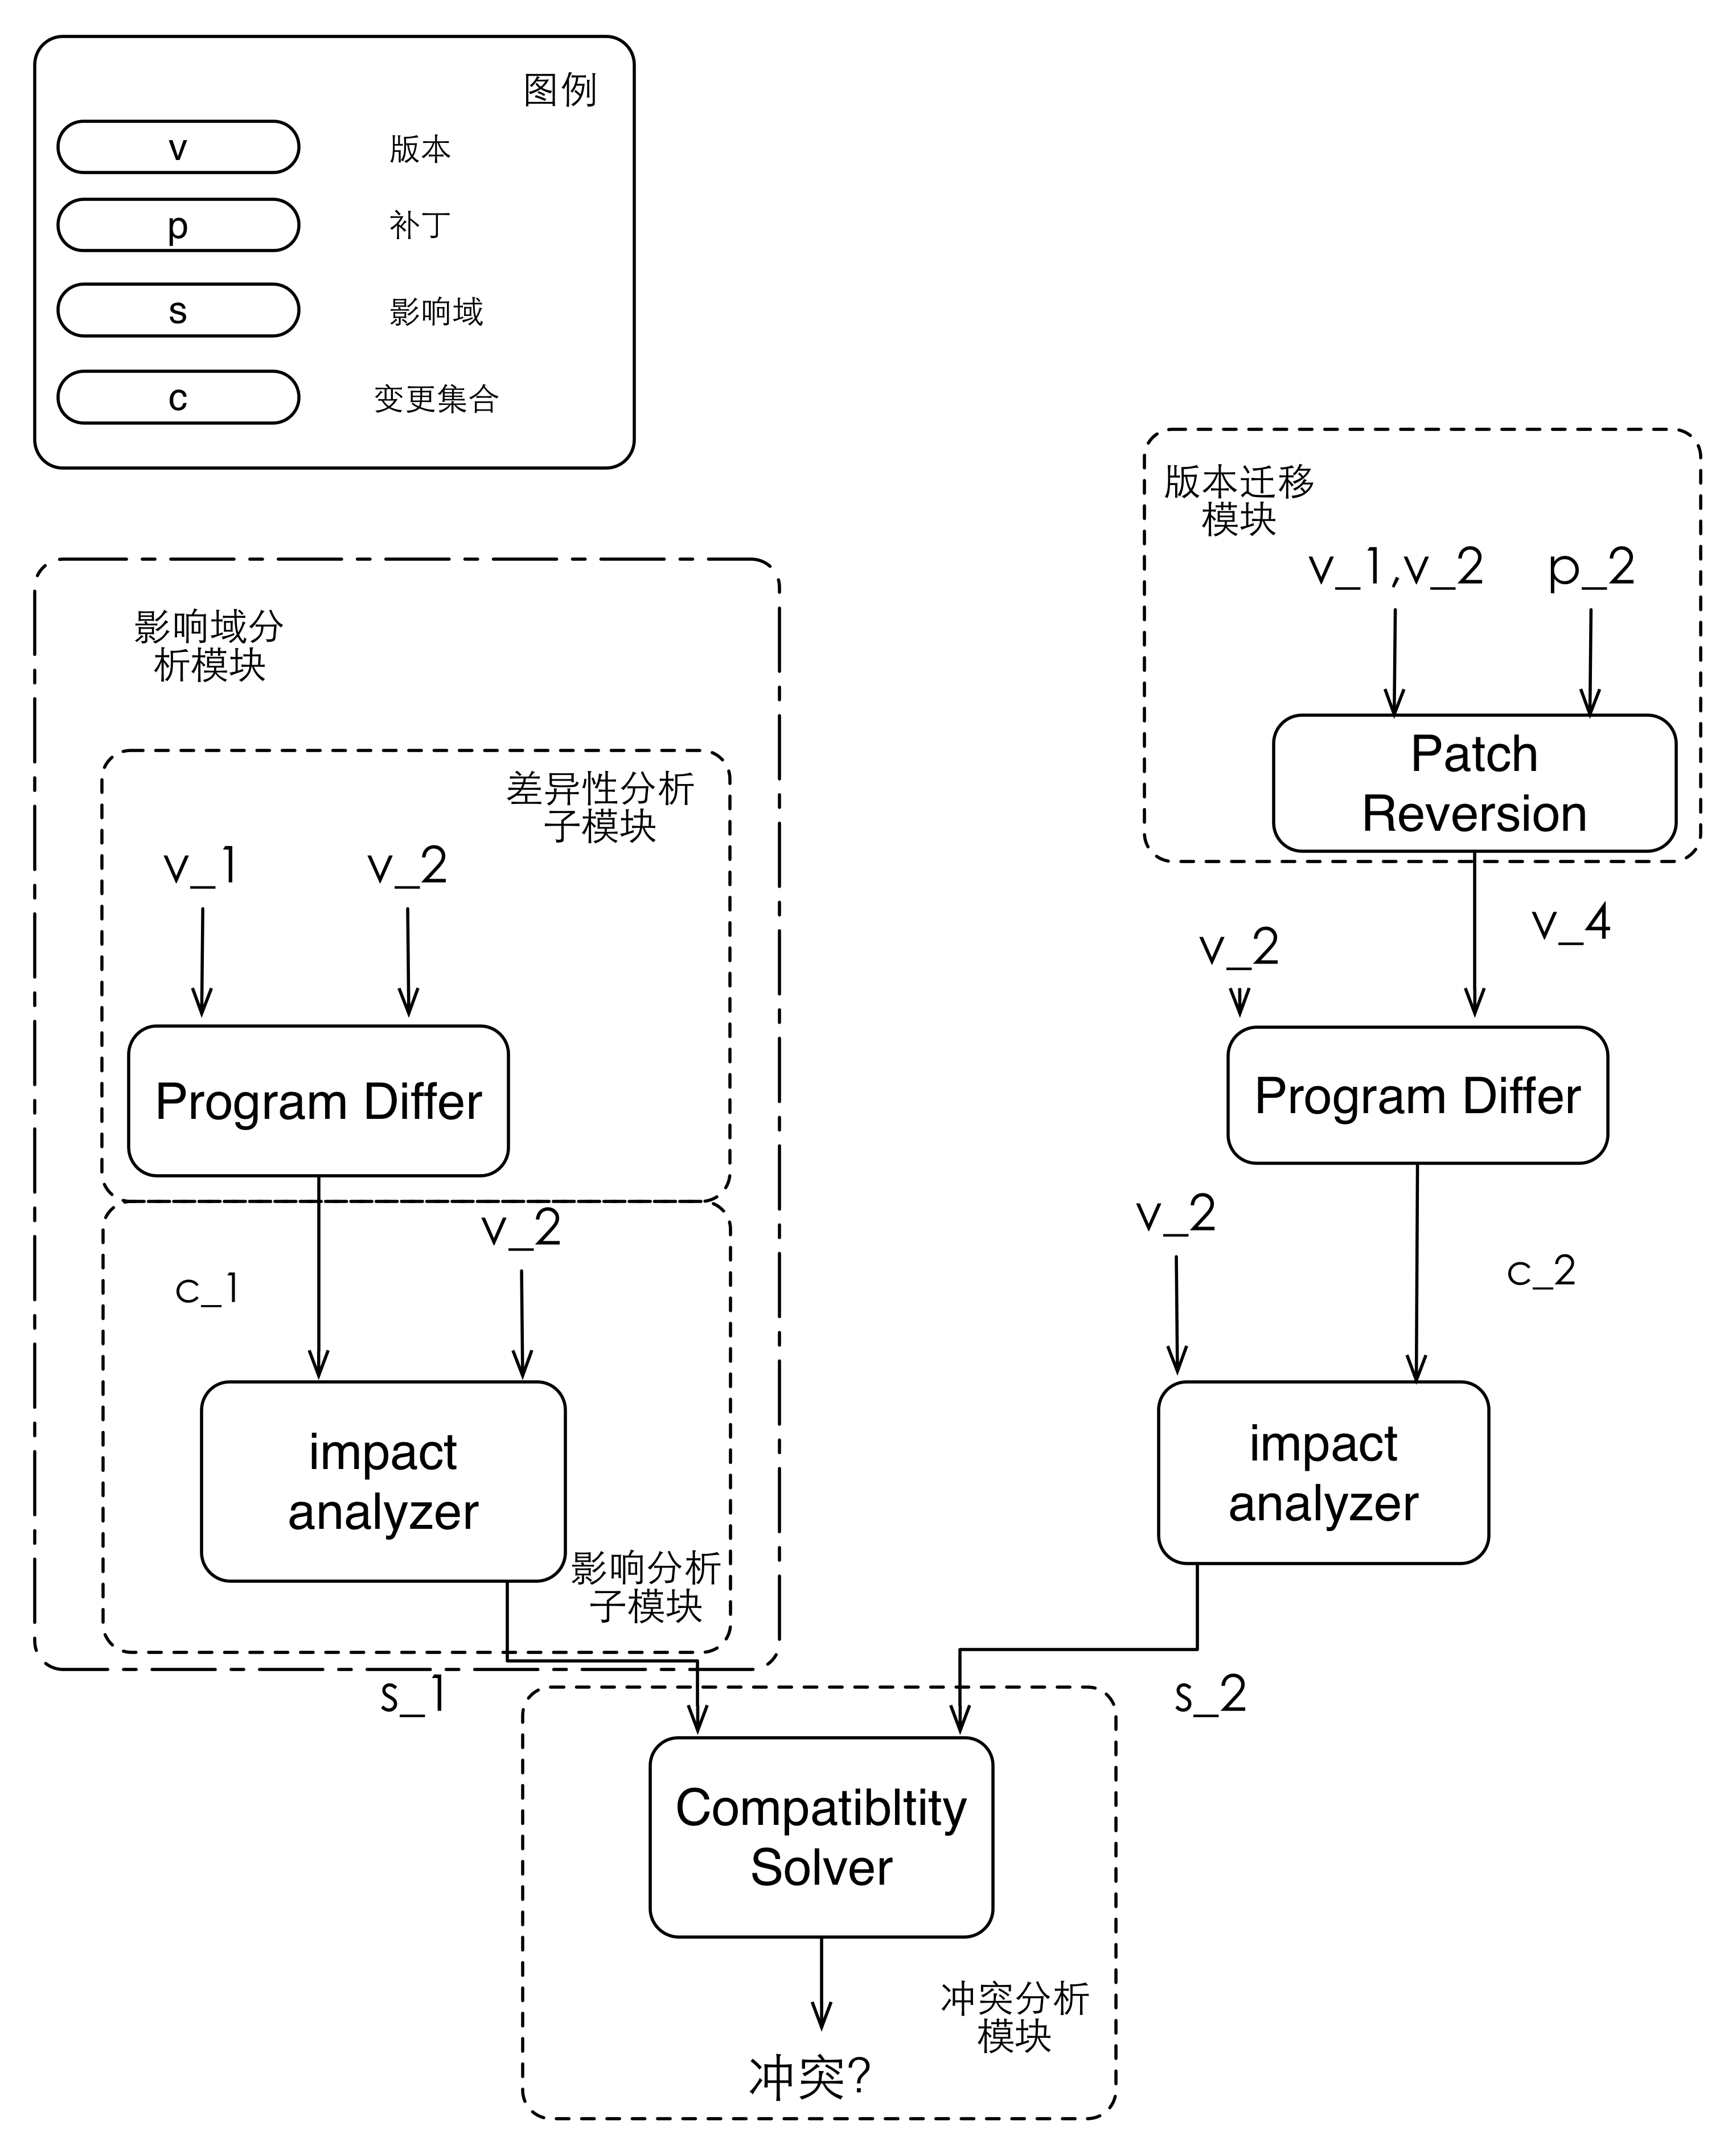 图例
v
版本
p
补丁
s
影响域
c
变更集合
版本迁移
模块
v_1,v_2
p_2
Patch
Reversion
v_4
v_2
Program Differ
v_2
c_2
impact
analyzer
s_2
影响域分
析模块
差异性分析
子模块
v_1
v_2
Program Differ
c_1
v_2
impact
analyzer
影响分析
子模块
s_1
Compatibltity
Solver
冲突分析
模块
冲突?